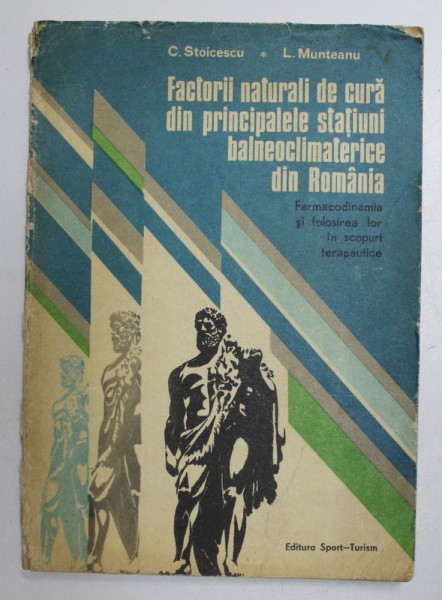 C. Stoicescu * L. Munteanu
Factorii naturali de cură
din principalele stațiuni
balneoclimaterice
din România
Farmacodinamia
și folosirea lor
în scopuri
terapeutice
Editura Sport—Turism